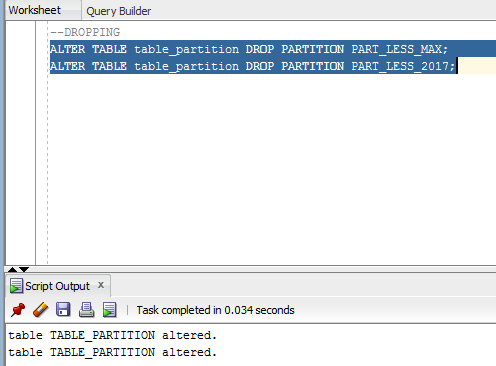 Worksheet Query Builder
--DROPPING
ALTER TABLE table_partition DROP PARTITION PART_LESS_MAX;
ALTER TABLE table_partition DROP PARTITION PART_LESS_2017;
Script Output x
Task completed in 0.034 seconds
table TABLE_PARTITION altered.
table TABLE_PARTITION altered.